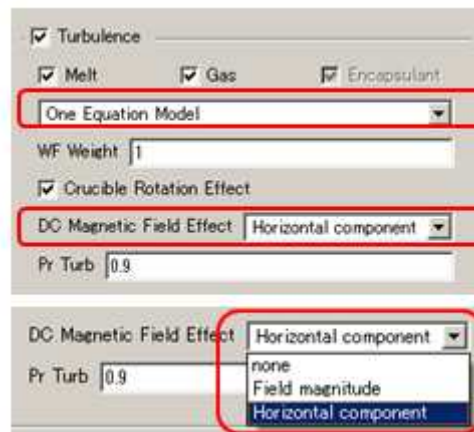 Turbulence
Melt Gas Encapsulant
One Equation Model
WF Weight 1
Crucible Rotation Effect
DC Magnetic Field Effect Horizontal component
Pr Turb 0.9
DC Magnetic Field Effect Horizontal component
Pr Turb 0.9
none
Field magnitude
Horizontal component